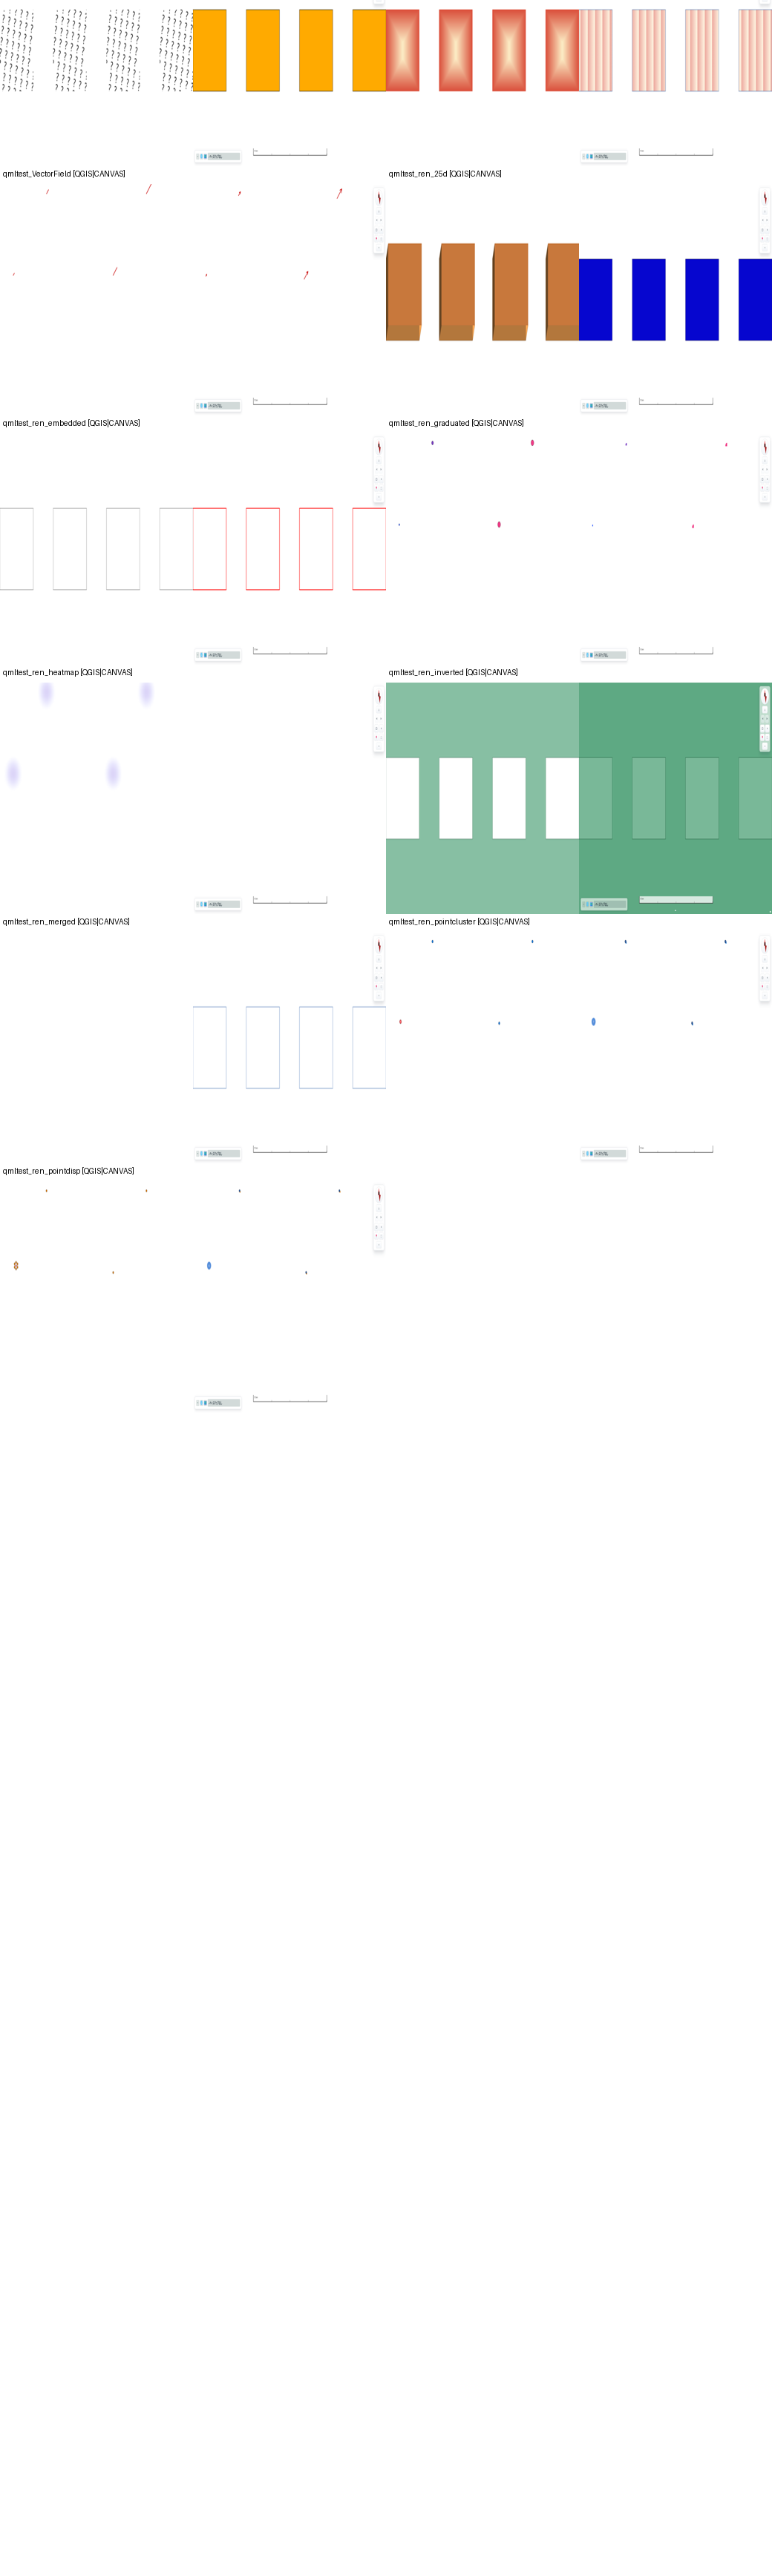 qmltest_VectorField [QGIS|CANVAS]
qmltest_ren_25d [QGIS|CANVAS]
qmltest_ren_embedded [QGIS|CANVAS]
qmltest_ren_graduated [QGIS|CANVAS]
qmltest_ren_heatmap [QGIS|CANVAS]
qmltest_ren_inverted [QGIS|CANVAS]
qmltest_ren_merged [QGIS|CANVAS]
qmltest_ren_pointcluster [QGIS|CANVAS]
qmltest_ren_pointdisp [QGIS|CANVAS]